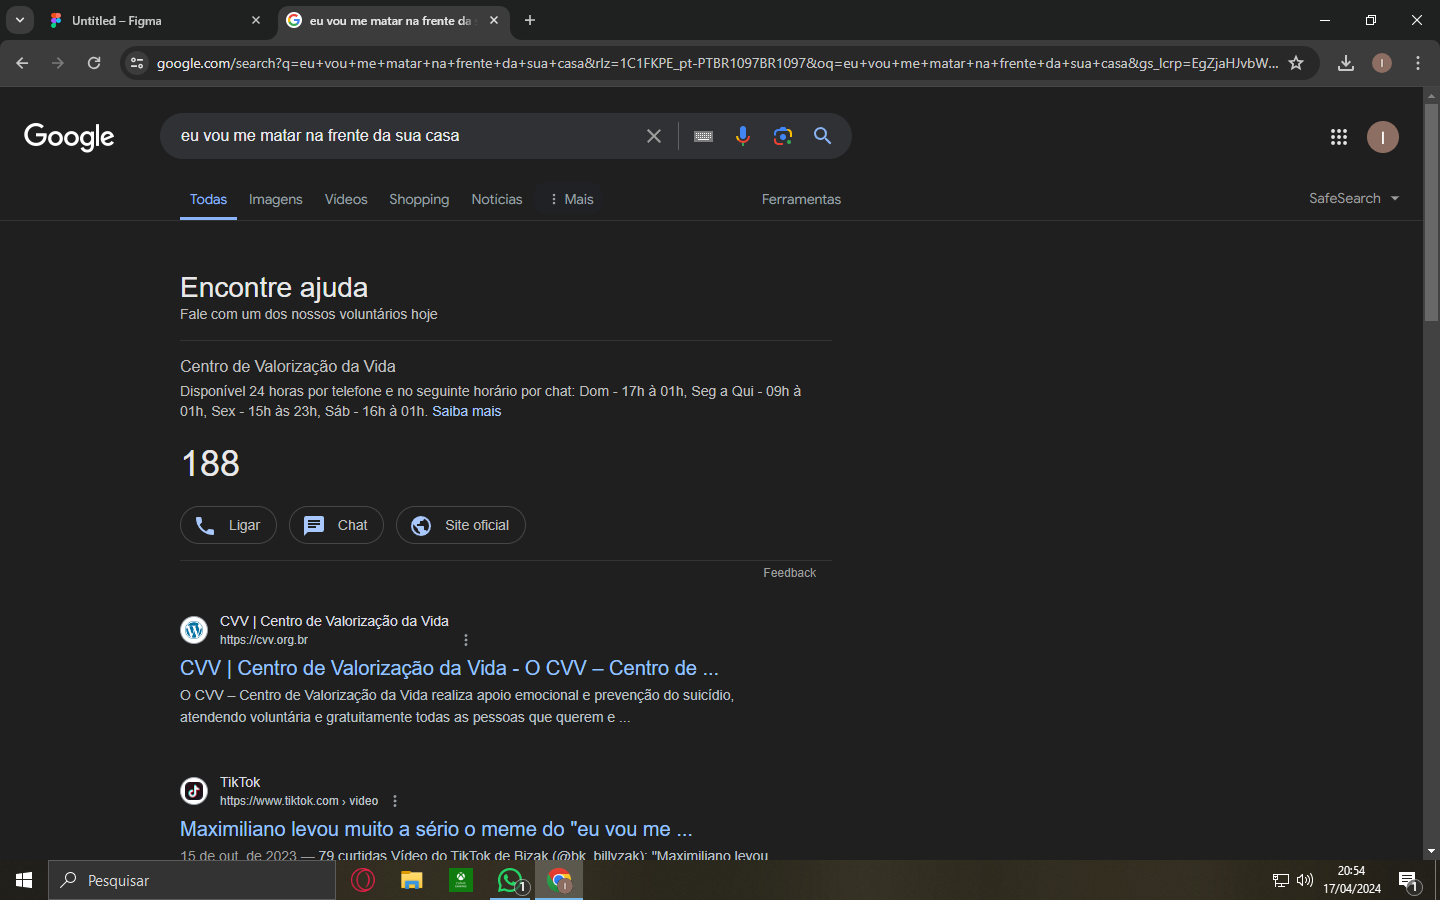 Untitled – Figma
eu vou me matar na frente da s
google.com/search?q=eu+vou+me+matar+na+frente+da+sua+casa&rlz=1C1FKPE_pt-PTBR1097BR1097&oq=eu+vou+me+matar+na+frente+da+sua+casa&gs_lcrp=EgZjaHJvbW...
I
Google
eu vou me matar na frente da sua casa
I
Todas
Imagens
Vídeos
Shopping
Notícias
Mais
Ferramentas
SafeSearch
Encontre ajuda
Fale com um dos nossos voluntários hoje
Centro de Valorização da Vida
Disponível 24 horas por telefone e no seguinte horário por chat: Dom - 17h à 01h, Seg a Qui - 09h à
01h, Sex - 15h às 23h, Sáb - 16h à 01h. Saiba mais
188
Ligar
Chat
Site oficial
Feedback
CVV | Centro de Valorização da Vida
https://cvv.org.br
CVV | Centro de Valorização da Vida - O CVV – Centro de ...
O CVV – Centro de Valorização da Vida realiza apoio emocional e prevenção do suicídio,
atendendo voluntária e gratuitamente todas as pessoas que querem e ...
TikTok
https://www.tiktok.com › video
Maximiliano levou muito a sério o meme do "eu vou me ...
15 de out. de 2023 — 79 curtidas Vídeo do TikTok de Bizak (@bk_billyzak): "Maximiliano levou
Pesquisar
1
I
20:54
17/04/2024
1